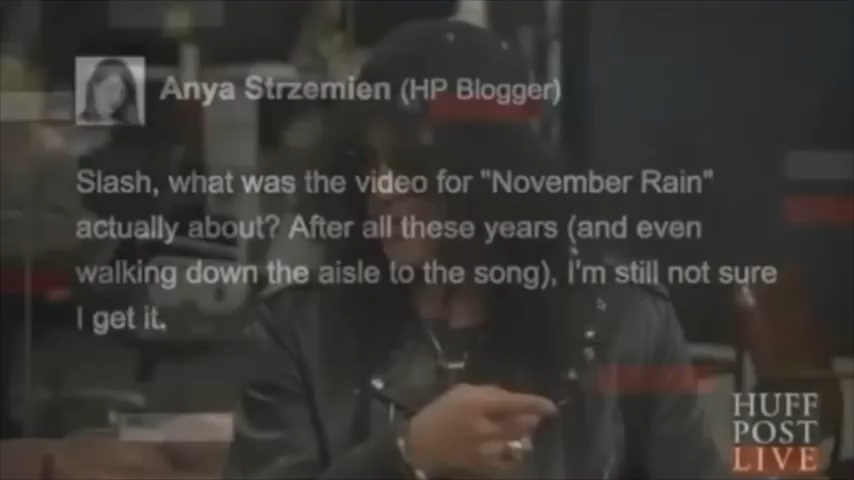 Anya Strzemien (HP Blogger)
Slash, what was the video for "November Rain"
actually about? After all these years (and even
walking down the aisle to the song), I'm still not sure
I get it.
HUFF
POST
LIVE